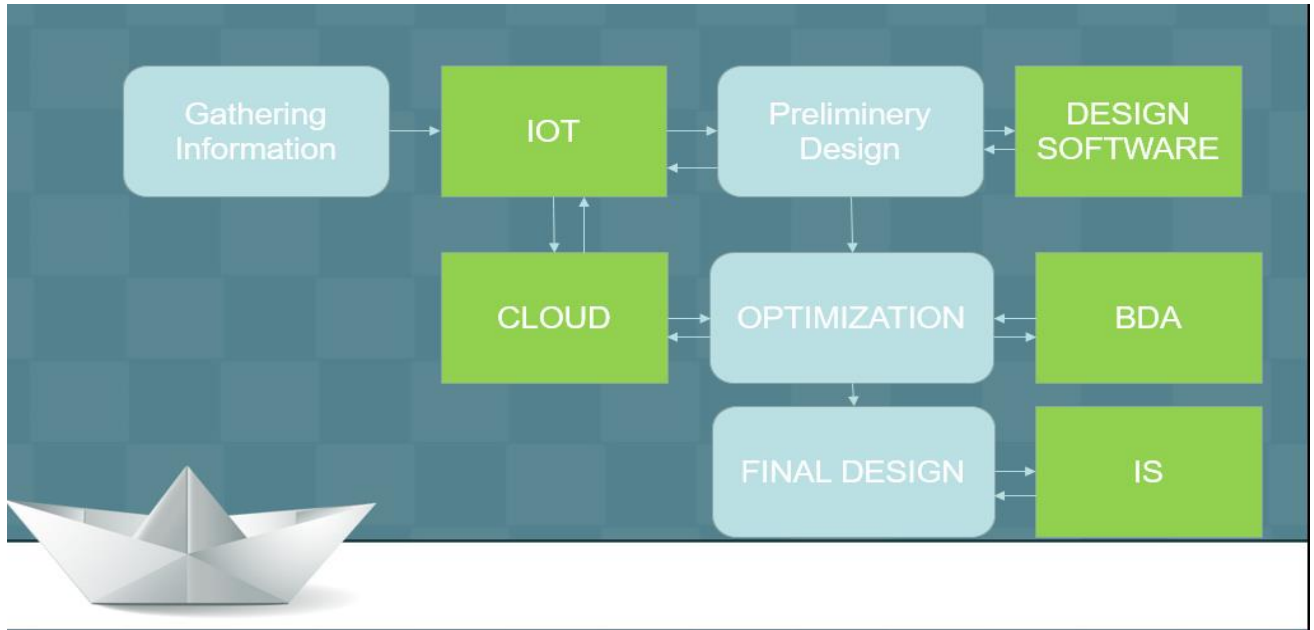 Gathering
Information
IOT
Preliminery
Design
DESIGN
SOFTWARE
CLOUD
OPTIMIZATION
BDA
FINAL DESIGN
IS